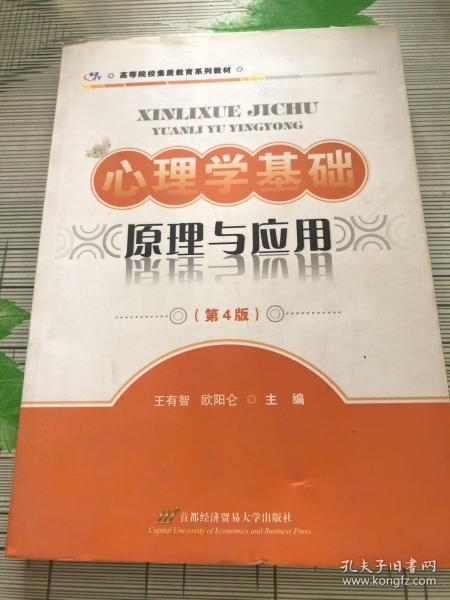 高等院校素质教育系列教材
XINLIXUE JICHU
YUANLI YU YINGYONG
心理学基础
原理与应用
（第4版）
王有智 欧阳仑 主 编
首都经济贸易大学出版社
Capital University of Economics and Business Press
孔夫子旧书网
www.kongfz.com